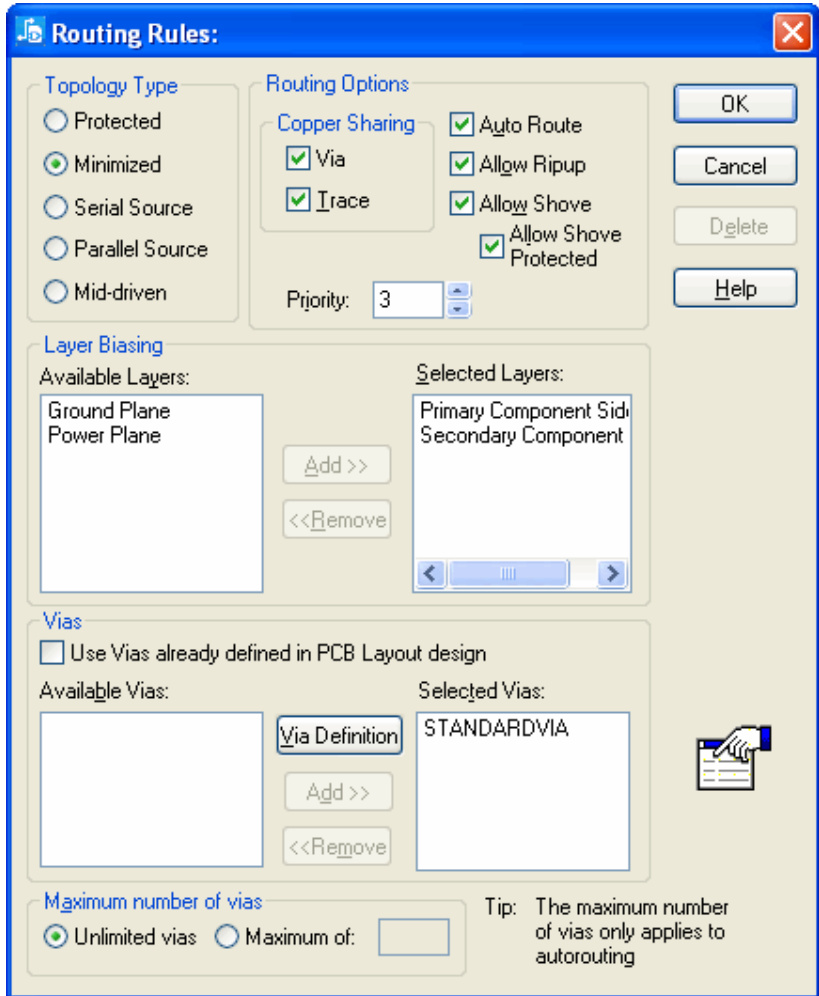 Routing Rules:
Topology Type
Protected
Minimized
Serial Source
Parallel Source
Mid-driven
Routing Options
Copper Sharing
Via
Trace
Auto Route
Allow Ripup
Allow Shove
Allow Shove
Protected
Priority: 3
OK
Cancel
Delete
Help
Layer Biasing
Available Layers:
Ground Plane
Power Plane
Add >>
<<Remove
Selected Layers:
Primary Component Side
Secondary Component
Vias
Use Vias already defined in PCB Layout design
Available Vias:
Via Definition
Add >>
<<Remove
Selected Vias:
STANDARDVIA
Maximum number of vias
Unlimited vias
Maximum of:
Tip: The maximum number
of vias only applies to
autorouting